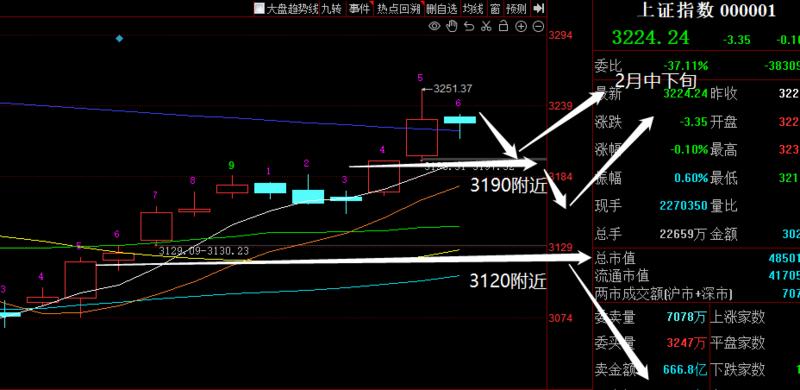 大盘趋势线 九转 事件 热点回溯 删自选 均线 窗 预测
上证指数 000001
3224.24 -3.35 -0.10
委比 -37.11% -38309
2月中下旬
最新 3224.24 昨收 322
涨跌 -3.35 开盘 322
涨幅 -0.10% 最高 323
振幅 0.60% 最低 321
现手 2270350 量比
总手 22659万 金额 302
总市值 48501
流通市值 41705
两市成交额(沪市+深市) 707
委卖量 7078万 上涨家数
委买量 3247万 平盘家数
卖金额 666.8亿 下跌家数
3294
3239
3184
3129
3074
3251.37
3190附近
3129.09-3130.23
3120附近
3 4 5 6 7 8 9 1 2 3 4 5 6